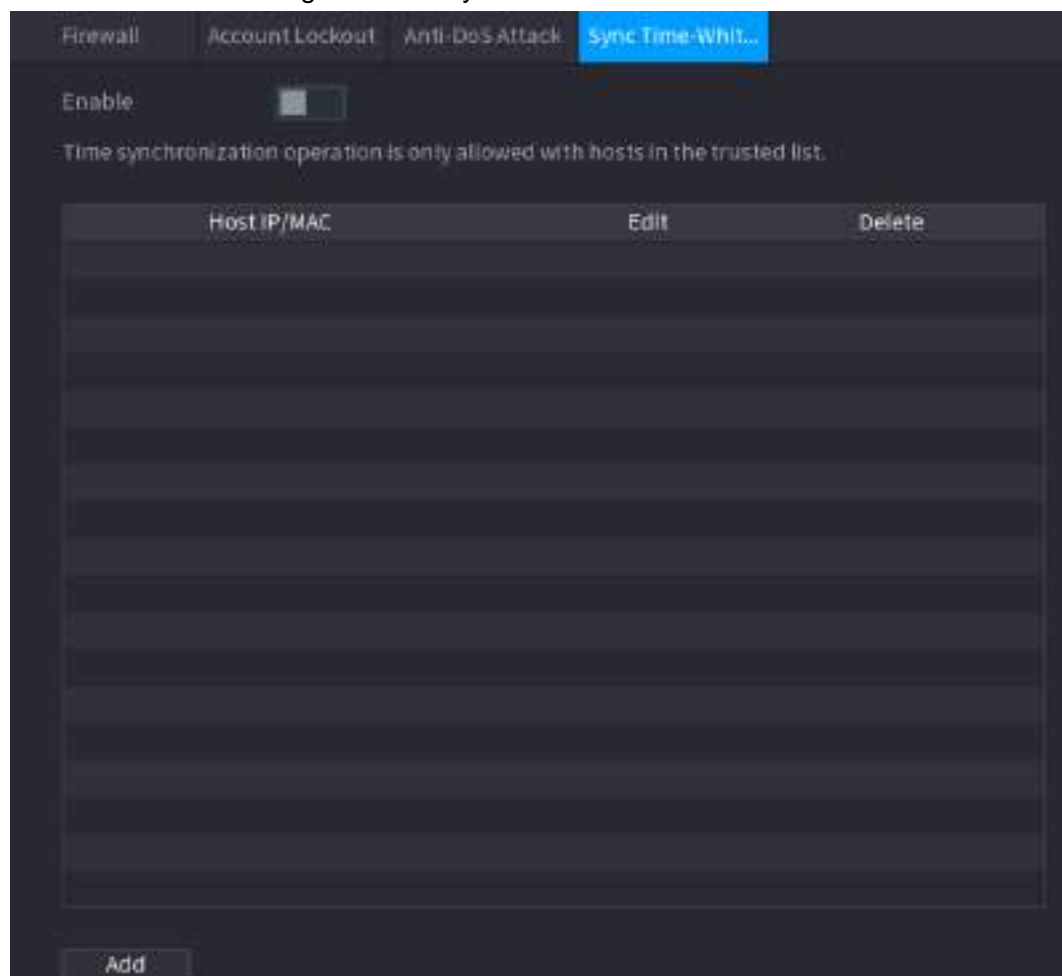 Firewall Account Lockout Anti-DoS Attack Sync Time-Whit...
Enable
Time synchronization operation is only allowed with hosts in the trusted list.
Host IP/MAC Edit Delete
Add